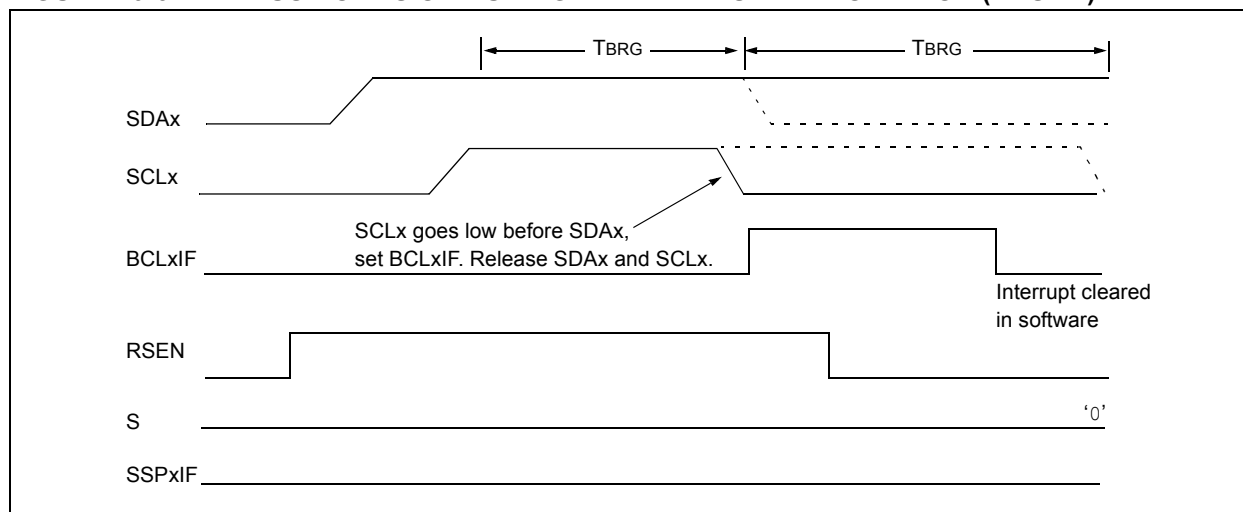 TBRG TBRG
SDAx
SCLx
SCLx goes low before SDAx,
set BCLxIF. Release SDAx and SCLx.
BCLxIF
Interrupt cleared
in software
RSEN
S
‘0’
SSPxIF